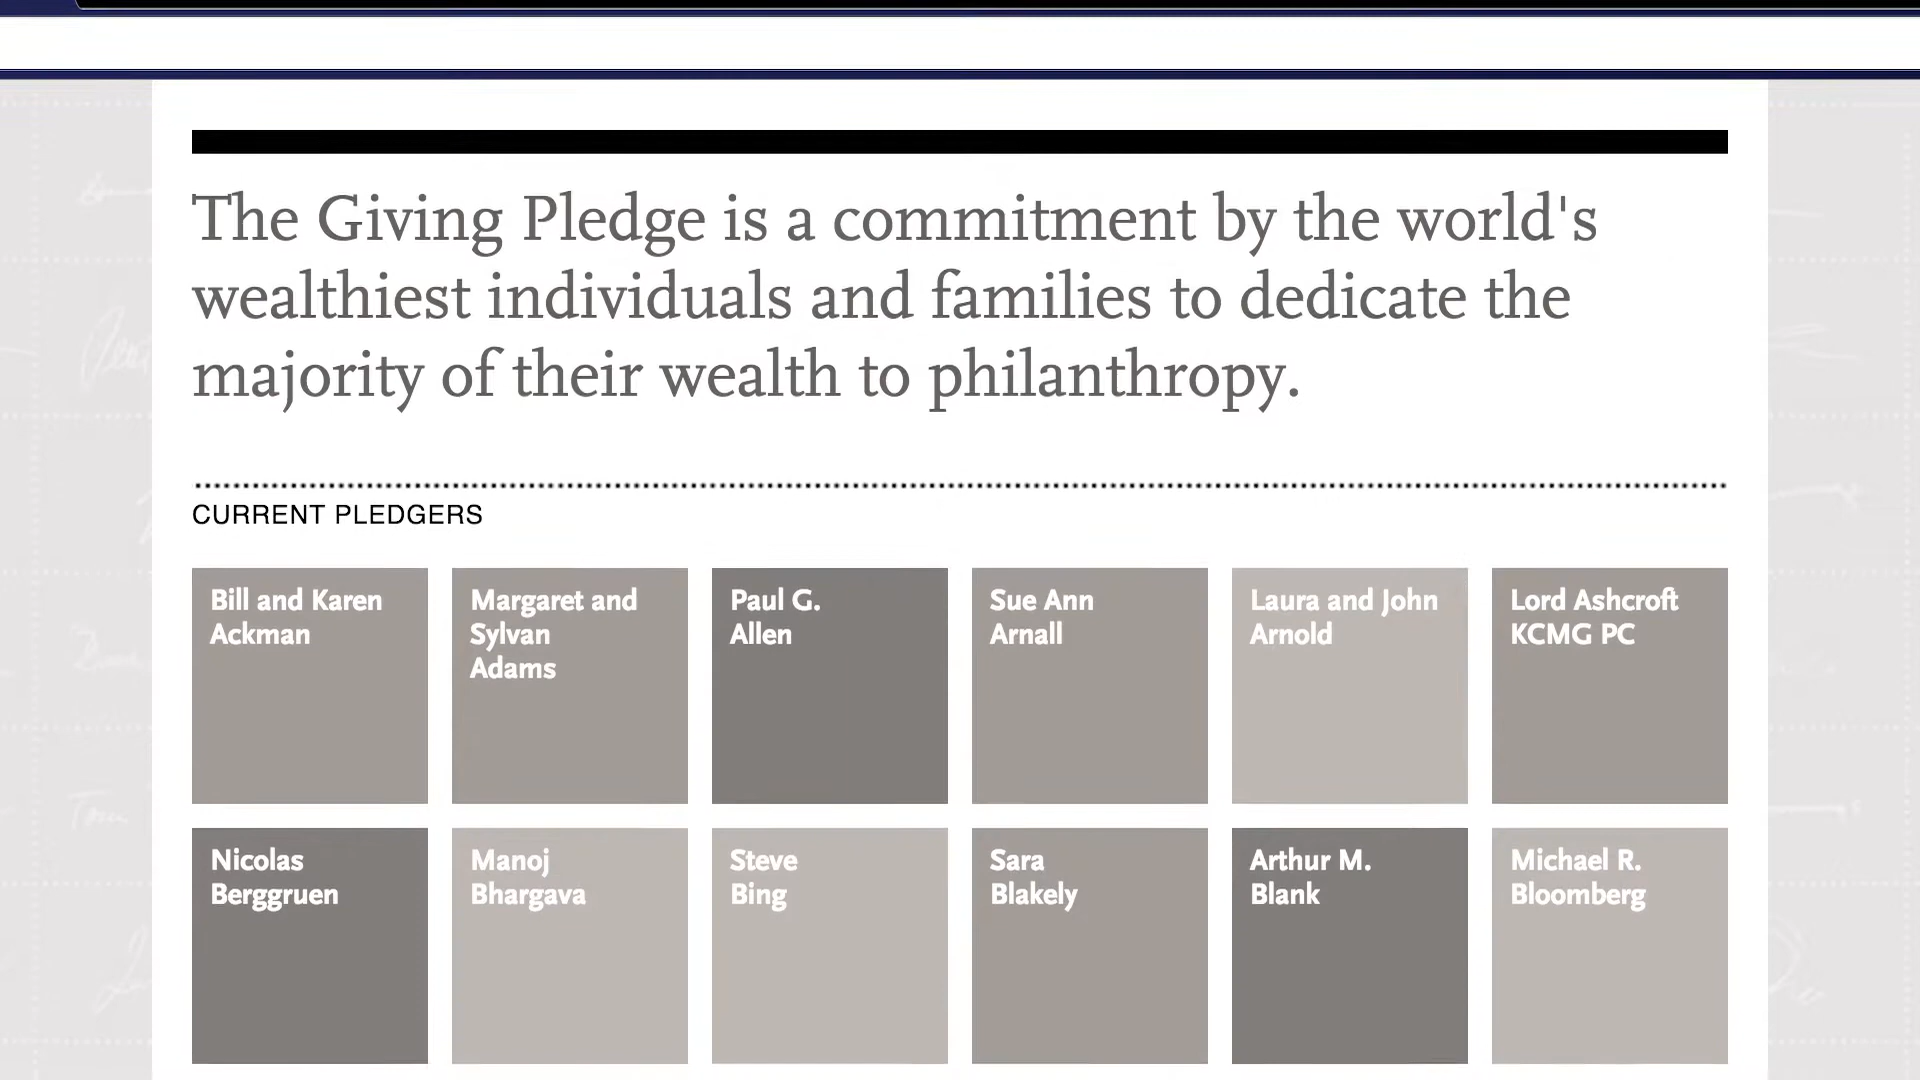 The Giving Pledge is a commitment by the world's
wealthiest individuals and families to dedicate the
majority of their wealth to philanthropy.
CURRENT PLEDGERS
Bill and Karen
Ackman
Margaret and
Sylvan
Adams
Paul G.
Allen
Sue Ann
Arnall
Laura and John
Arnold
Lord Ashcroft
KCMG PC
Nicolas
Berggruen
Manoj
Bhargava
Steve
Bing
Sara
Blakely
Arthur M.
Blank
Michael R.
Bloomberg